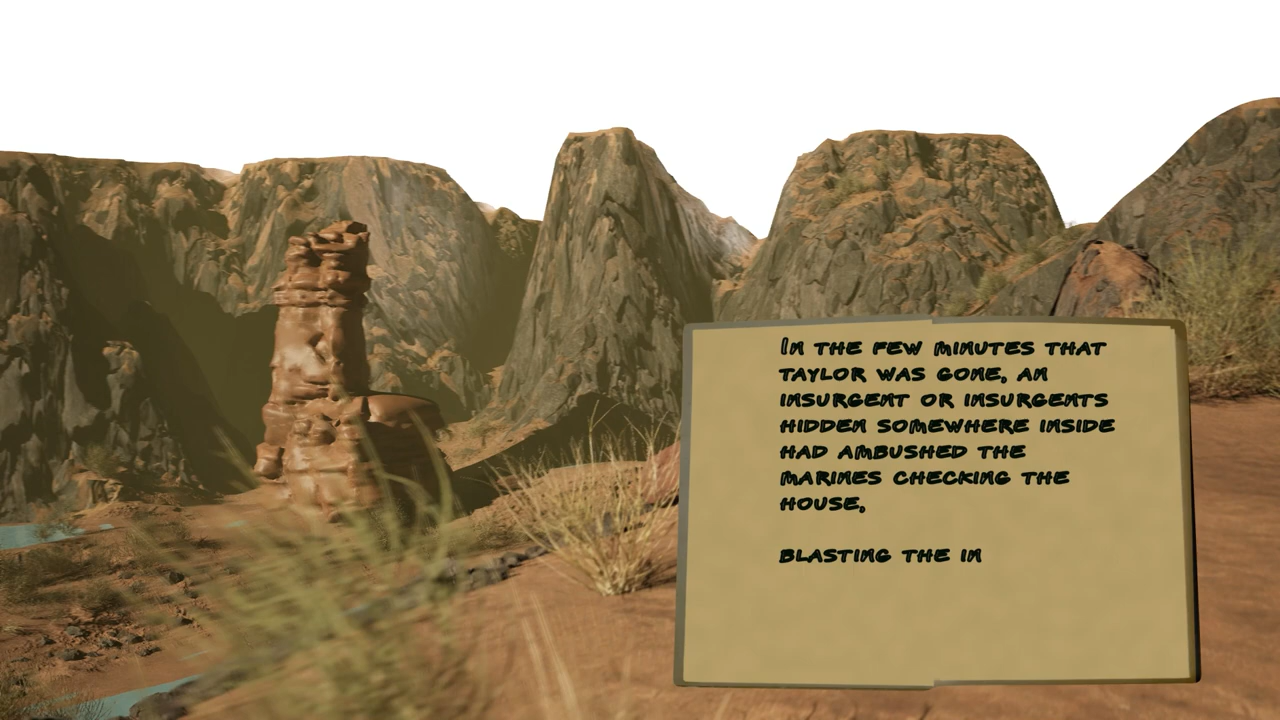 In the few minutes that
Taylor was gone, an
insurgent or insurgents
hidden somewhere inside
had ambushed the
Marines checking the
house,
blasting the in